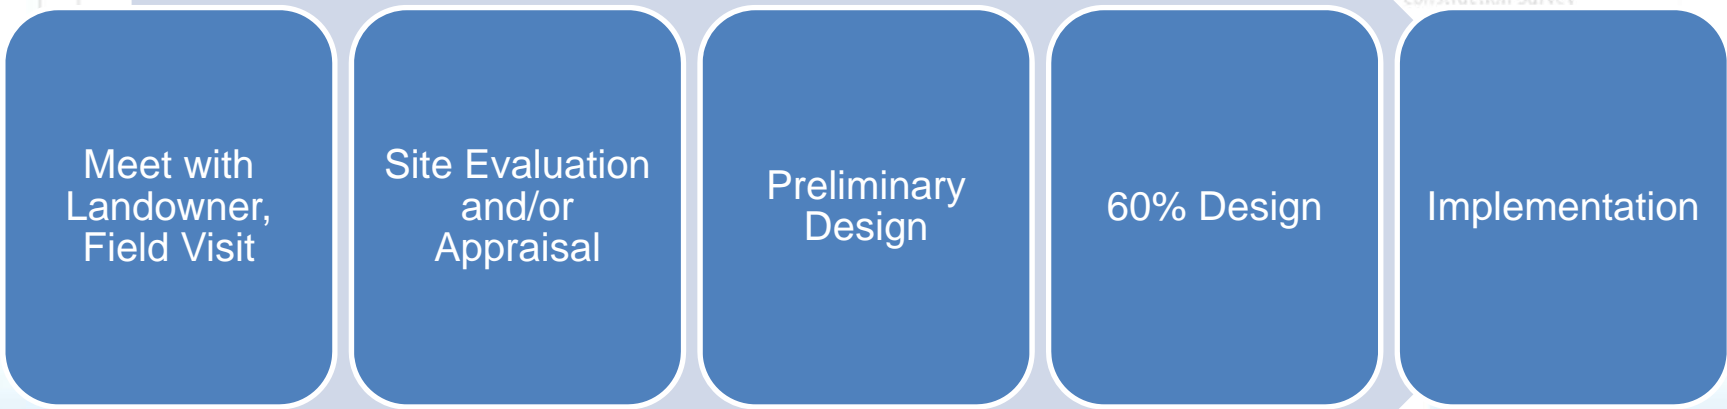 Meet with
Landowner,
Field Visit
Site Evaluation
and/or
Appraisal
Preliminary
Design
60% Design
Implementation